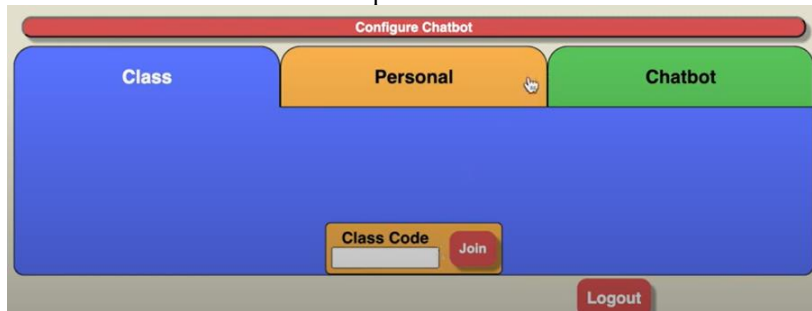 Configure Chatbot
Class Personal Chatbot
Class Code
Join
Logout